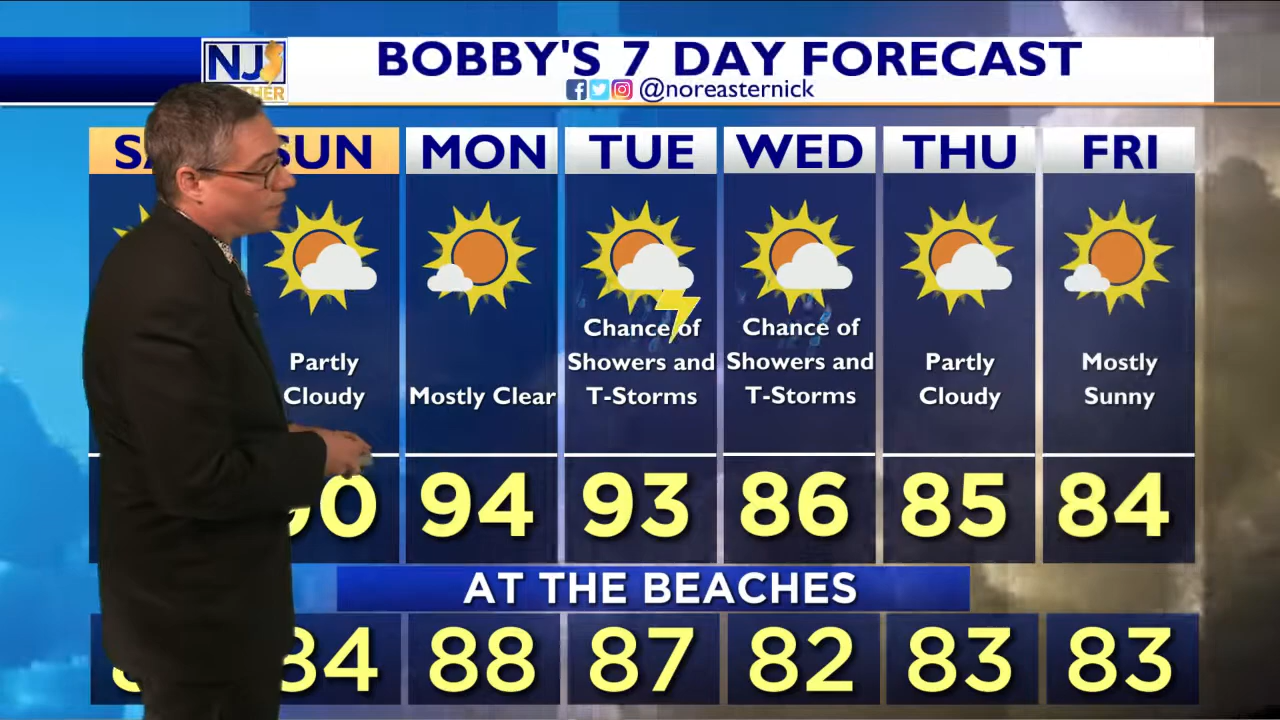 NJ
BOBBY'S 7 DAY FORECAST
@noreasternick
SUN MON TUE WED THU FRI
Partly Cloudy
Mostly Clear
Chance of Showers and T-Storms
Chance of Showers and T-Storms
Partly Cloudy
Mostly Sunny
94 93 86 85 84
AT THE BEACHES
88 87 82 83 83